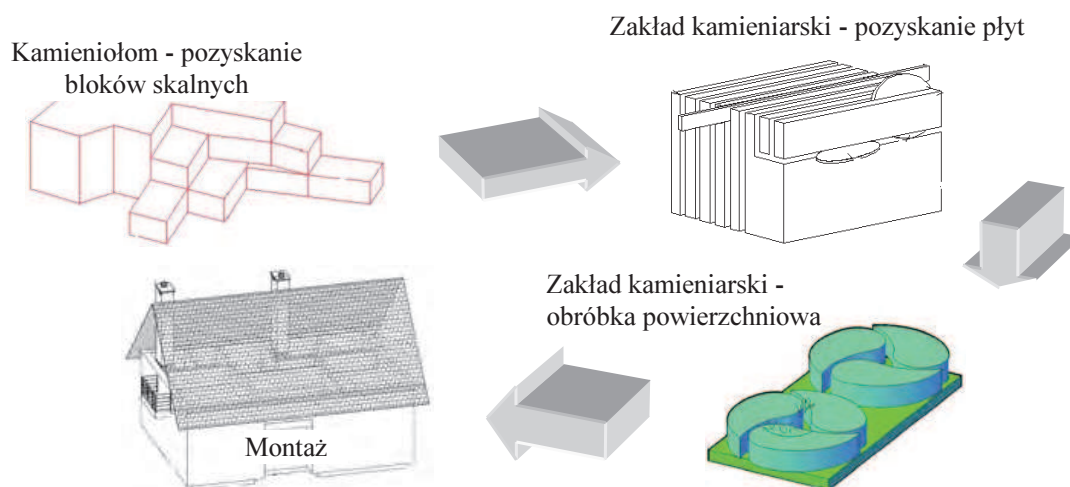 Kamieniołom - pozyskanie
bloków skalnych
Zakład kamieniarski - pozyskanie płyt
Zakład kamieniarski -
obróbka powierzchniowa
Montaż